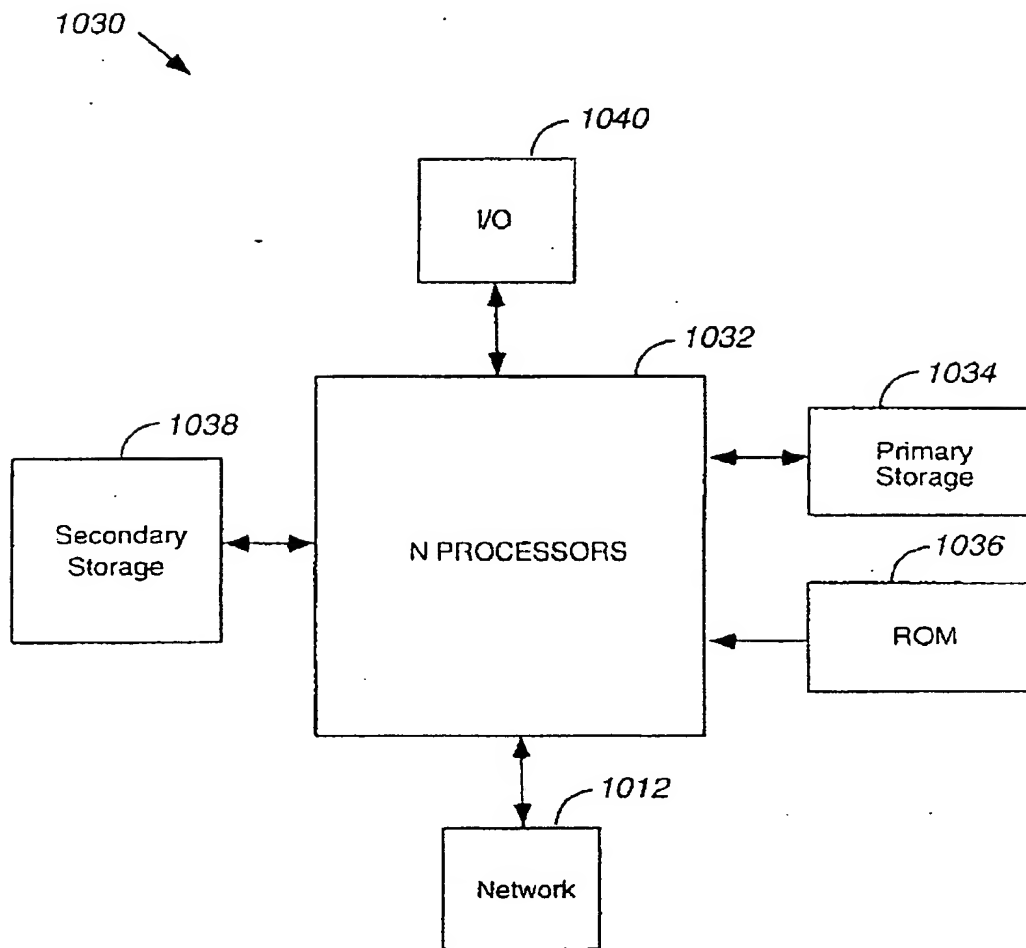 1030
1040
I/O
1032
1034
Primary
Storage
1038
Secondary
Storage
N PROCESSORS
1036
ROM
1012
Network